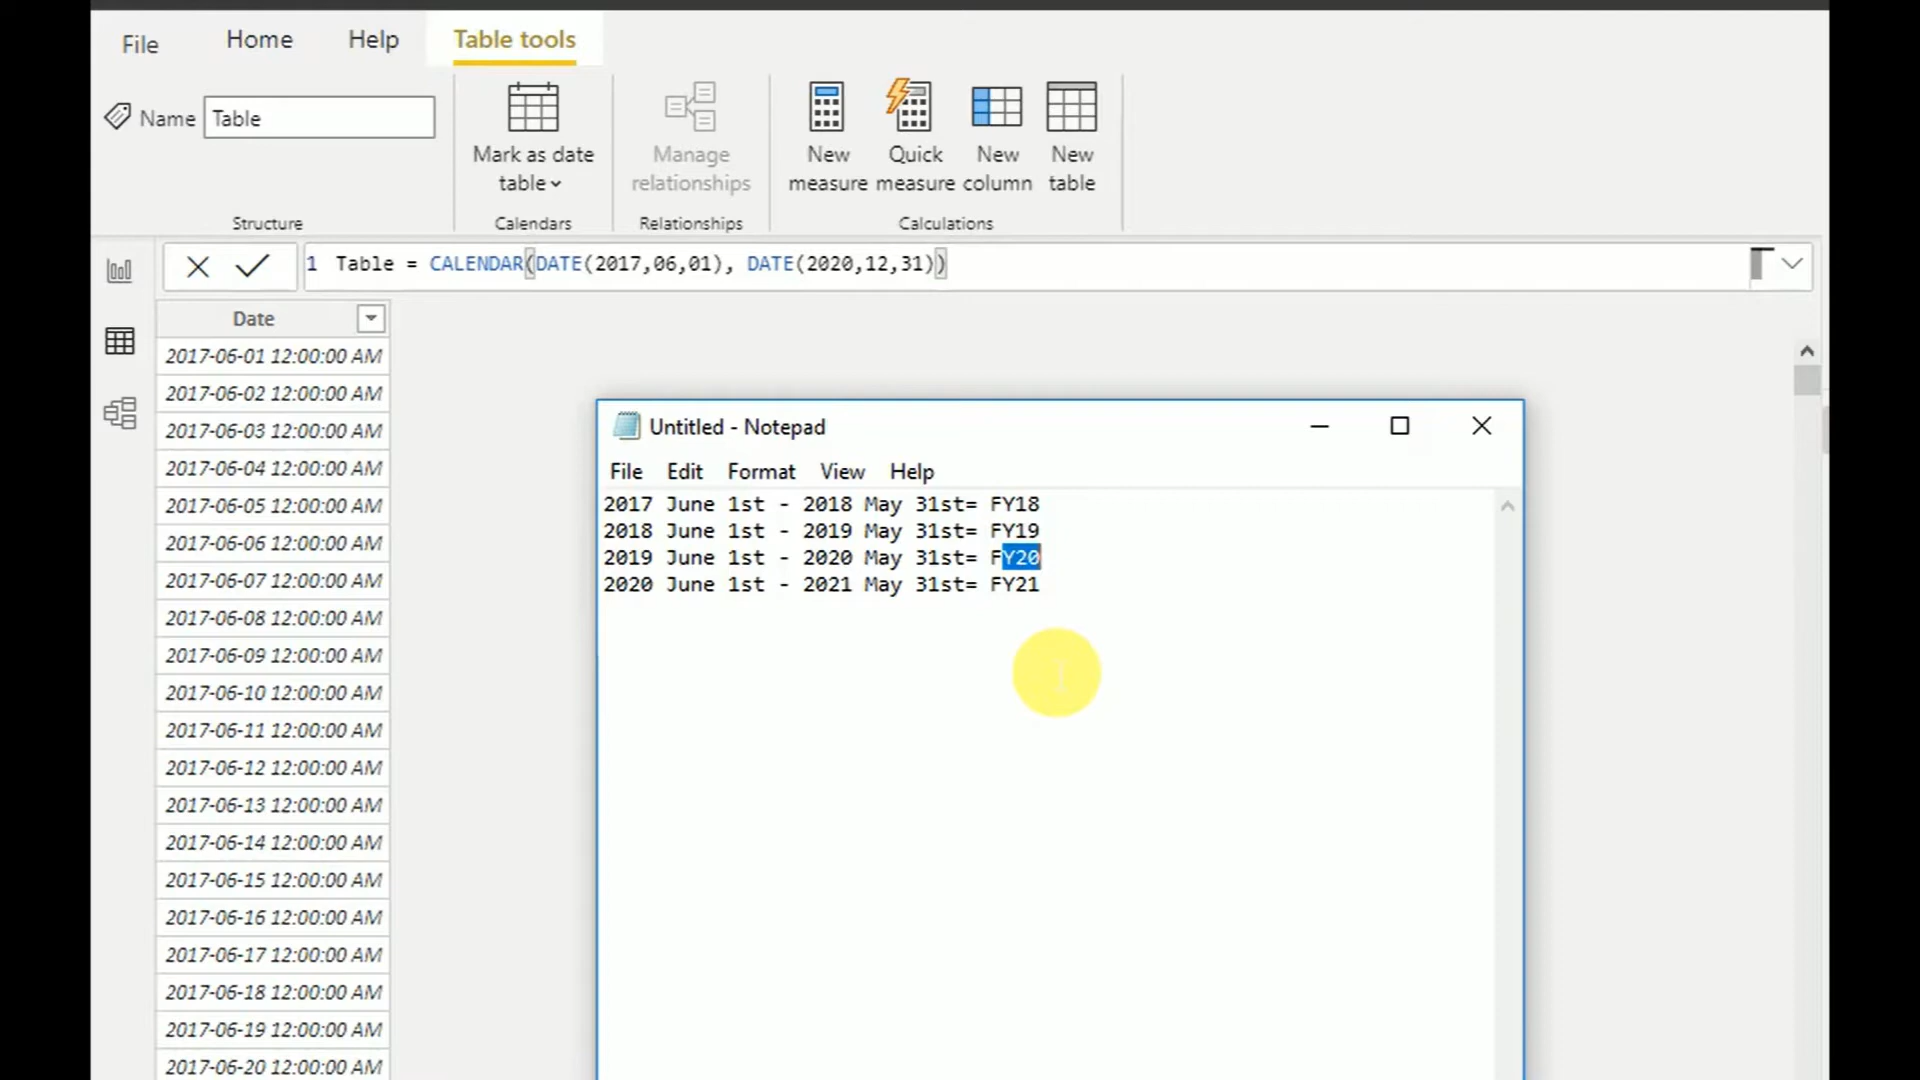 File Home Help Table tools
Name Table
Mark as date table
Manage relationships
New measure
Quick measure
New column
New table
Structure Calendars Relationships Calculations
1 Table = CALENDAR(DATE(2017,06,01), DATE(2020,12,31))
Date
2017-06-01 12:00:00 AM
2017-06-02 12:00:00 AM
2017-06-03 12:00:00 AM
2017-06-04 12:00:00 AM
2017-06-05 12:00:00 AM
2017-06-06 12:00:00 AM
2017-06-07 12:00:00 AM
2017-06-08 12:00:00 AM
2017-06-09 12:00:00 AM
2017-06-10 12:00:00 AM
2017-06-11 12:00:00 AM
2017-06-12 12:00:00 AM
2017-06-13 12:00:00 AM
2017-06-14 12:00:00 AM
2017-06-15 12:00:00 AM
2017-06-16 12:00:00 AM
2017-06-17 12:00:00 AM
2017-06-18 12:00:00 AM
2017-06-19 12:00:00 AM
2017-06-20 12:00:00 AM
Untitled - Notepad
File Edit Format View Help
2017 June 1st - 2018 May 31st= FY18
2018 June 1st - 2019 May 31st= FY19
2019 June 1st - 2020 May 31st= FY20
2020 June 1st - 2021 May 31st= FY21